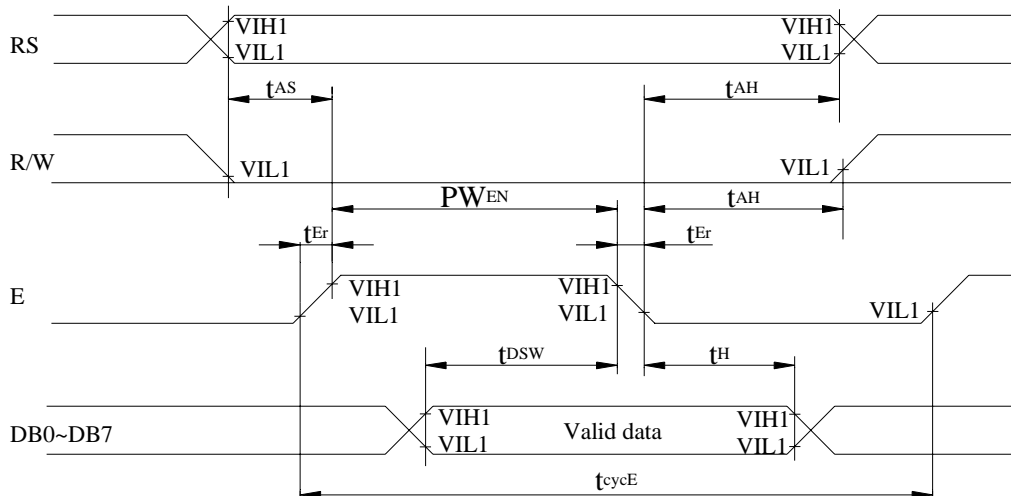 RS
VIH1
VIL1
VIH1
VIL1
tAS
tAH
R/W
VIL1
VIL1
PWEN
tAH
tEr
tEr
E
VIH1
VIL1
VIH1
VIL1
VIL1
tDSW
tH
DB0~DB7
VIH1
VIL1
Valid data
VIH1
VIL1
tcycE